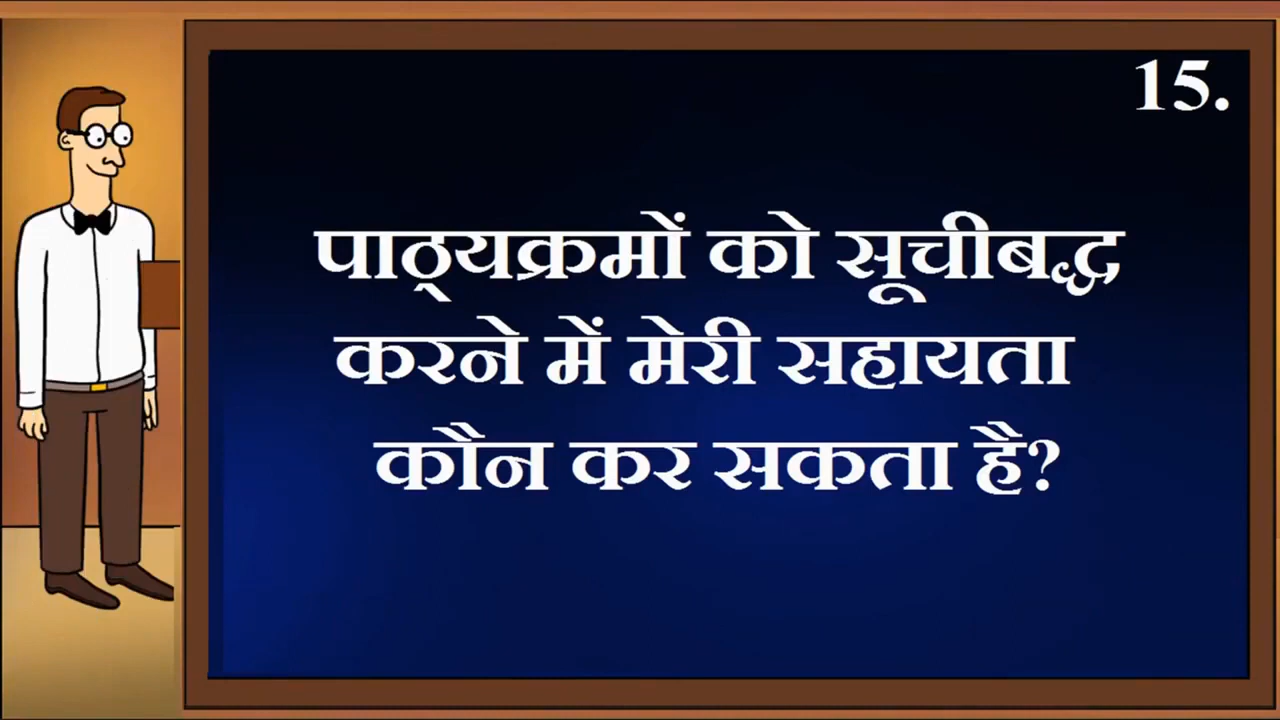 15.
पाठ्यक्रमों को सूचीबद्ध
करने में मेरी सहायता
कौन कर सकता है?